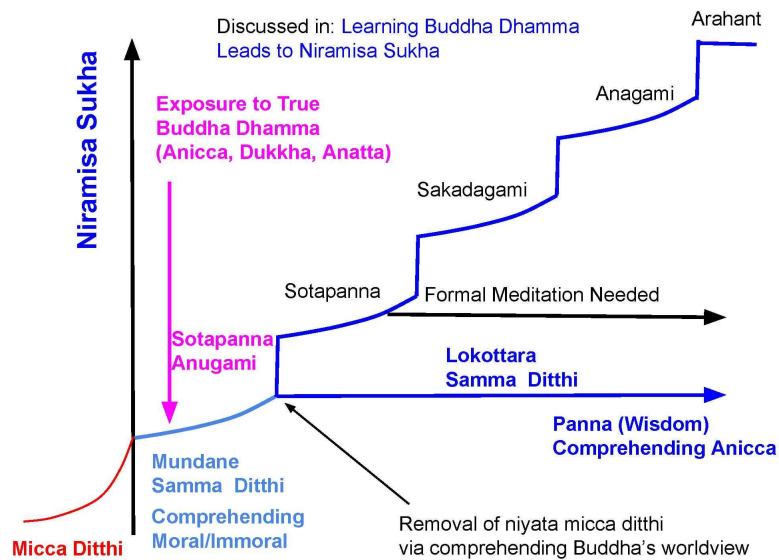 Discussed in: Learning Buddha Dhamma
Leads to Niramisa Sukha
Arahant
Niramisa Sukha
Exposure to True
Buddha Dhamma
(Anicca, Dukkha, Anatta)
Anagami
Sakadagami
Sotapanna
Formal Meditation Needed
Sotapanna
Anugami
Lokottara
Samma Ditthi
Panna (Wisdom)
Comprehending Anicca
Mundane
Samma Ditthi
Comprehending
Moral/Immoral
Micca Ditthi
Removal of niyata micca ditthi
via comprehending Buddha's worldview